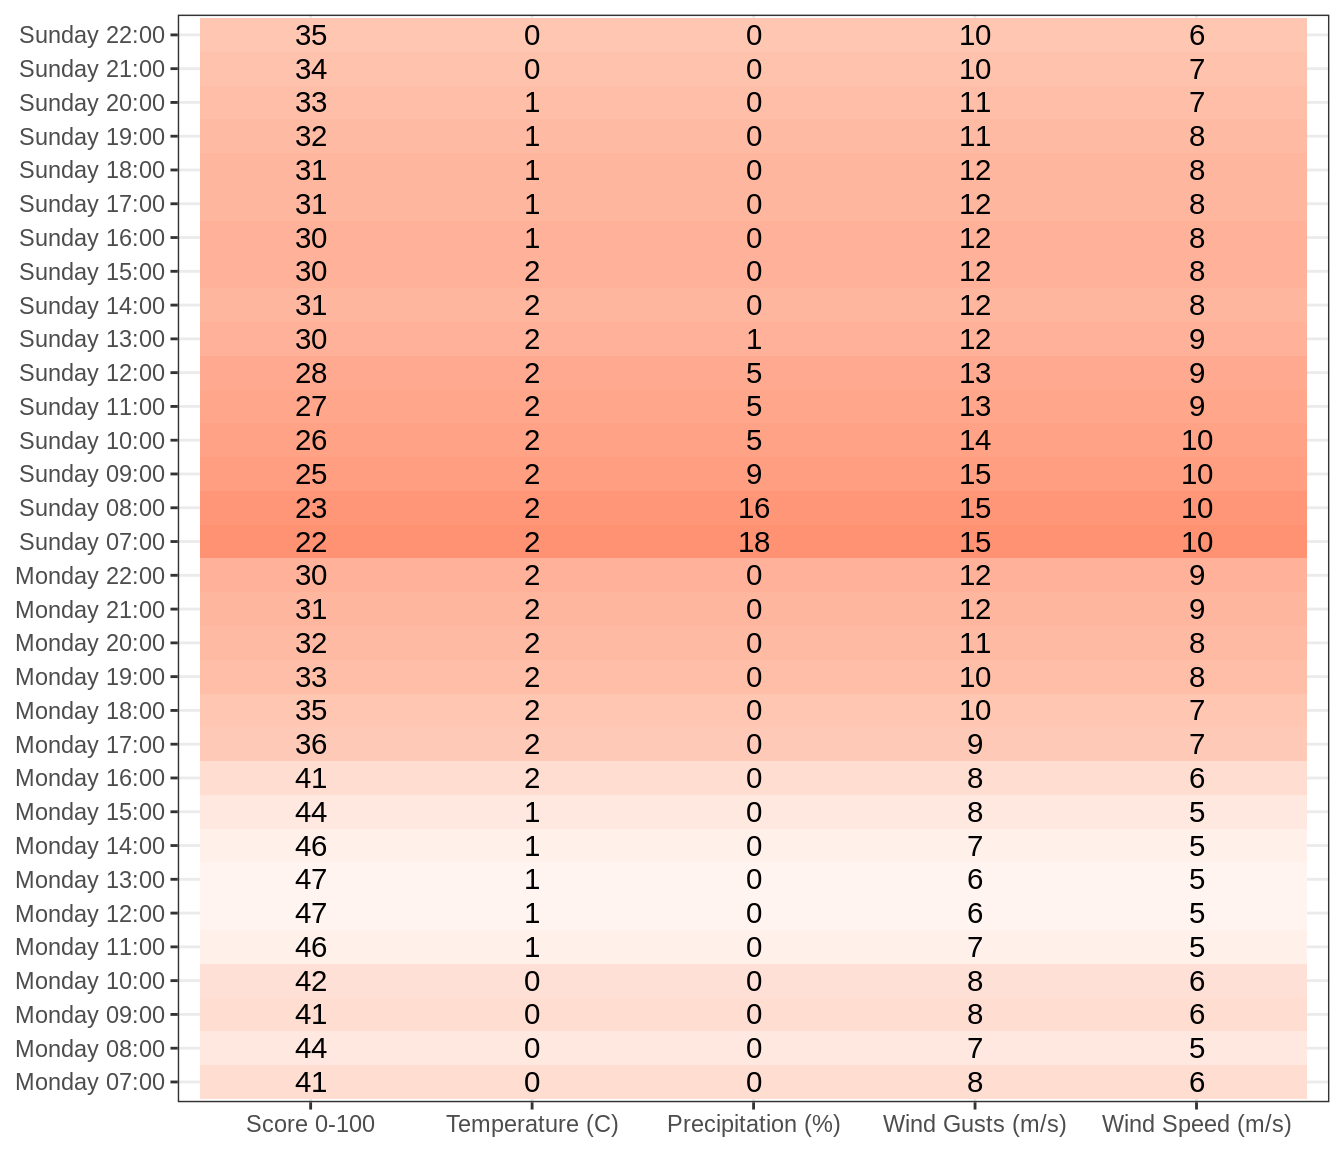 Sunday 22:00 35 0 0 10 6
Sunday 21:00 34 0 0 10 7
Sunday 20:00 33 1 0 11 7
Sunday 19:00 32 1 0 11 8
Sunday 18:00 31 1 0 12 8
Sunday 17:00 31 1 0 12 8
Sunday 16:00 30 1 0 12 8
Sunday 15:00 30 2 0 12 8
Sunday 14:00 31 2 0 12 8
Sunday 13:00 30 2 1 12 9
Sunday 12:00 28 2 5 13 9
Sunday 11:00 27 2 5 13 9
Sunday 10:00 26 2 5 14 10
Sunday 09:00 25 2 9 15 10
Sunday 08:00 23 2 16 15 10
Sunday 07:00 22 2 18 15 10
Monday 22:00 30 2 0 12 9
Monday 21:00 31 2 0 12 9
Monday 20:00 32 2 0 11 8
Monday 19:00 33 2 0 10 8
Monday 18:00 35 2 0 10 7
Monday 17:00 36 2 0 9 7
Monday 16:00 41 2 0 8 6
Monday 15:00 44 1 0 8 5
Monday 14:00 46 1 0 7 5
Monday 13:00 47 1 0 6 5
Monday 12:00 47 1 0 6 5
Monday 11:00 46 1 0 7 5
Monday 10:00 42 0 0 8 6
Monday 09:00 41 0 0 8 6
Monday 08:00 44 0 0 7 5
Monday 07:00 41 0 0 8 6
Score 0-100 Temperature (C) Precipitation (%) Wind Gusts (m/s) Wind Speed (m/s)